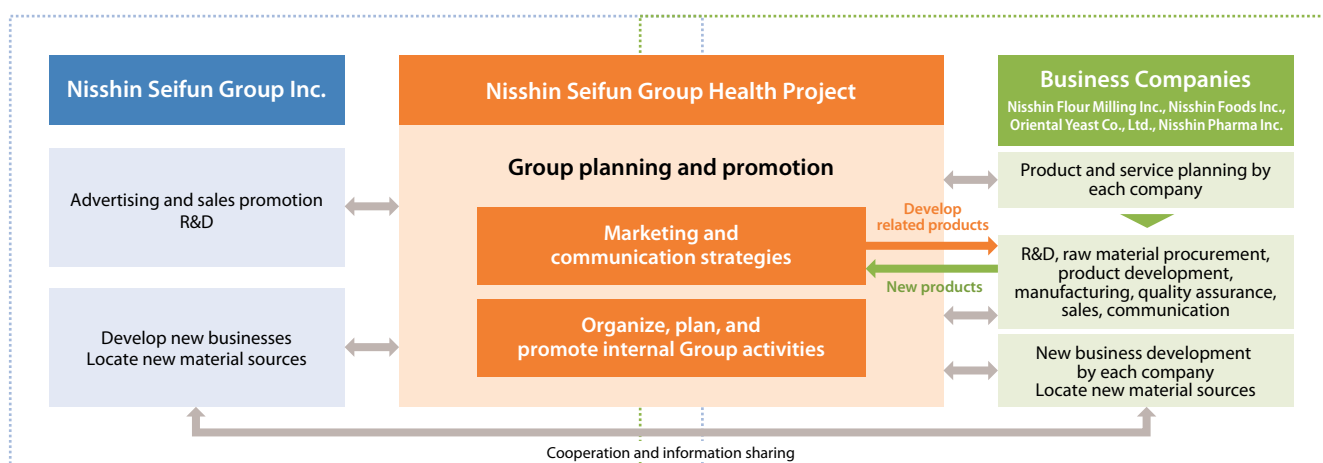 Nisshin Seifun Group Inc.
Advertising and sales promotion
R&D
Develop new businesses
Locate new material sources
Nisshin Seifun Group Health Project
Group planning and promotion
Marketing and
communication strategies
Organize, plan, and
promote internal Group activities
Develop
related products
New products
Business Companies
Nisshin Flour Milling Inc., Nisshin Foods Inc.,
Oriental Yeast Co., Ltd., Nisshin Pharma Inc.
Product and service planning by
each company
R&D, raw material procurement,
product development,
manufacturing, quality assurance,
sales, communication
New business development
by each company
Locate new material sources
Cooperation and information sharing